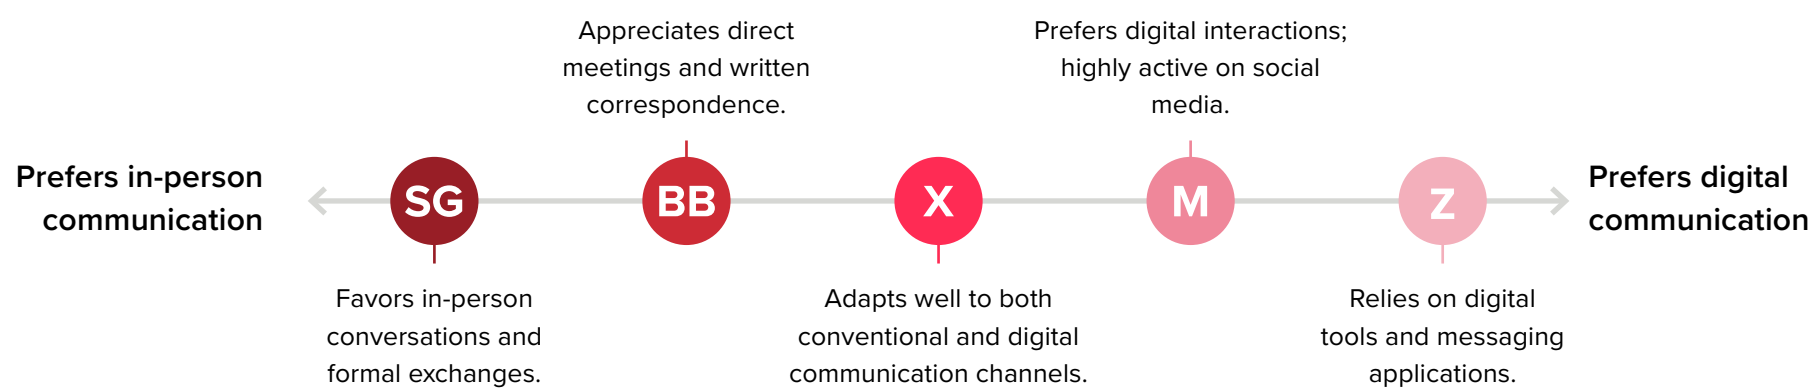 Appreciates direct
meetings and written
correspondence.
Prefers digital interactions;
highly active on social
media.
Prefers in-person
communication
SG
BB
X
M
Z
Prefers digital
communication
Favors in-person
conversations and
formal exchanges.
Adapts well to both
conventional and digital
communication channels.
Relies on digital
tools and messaging
applications.